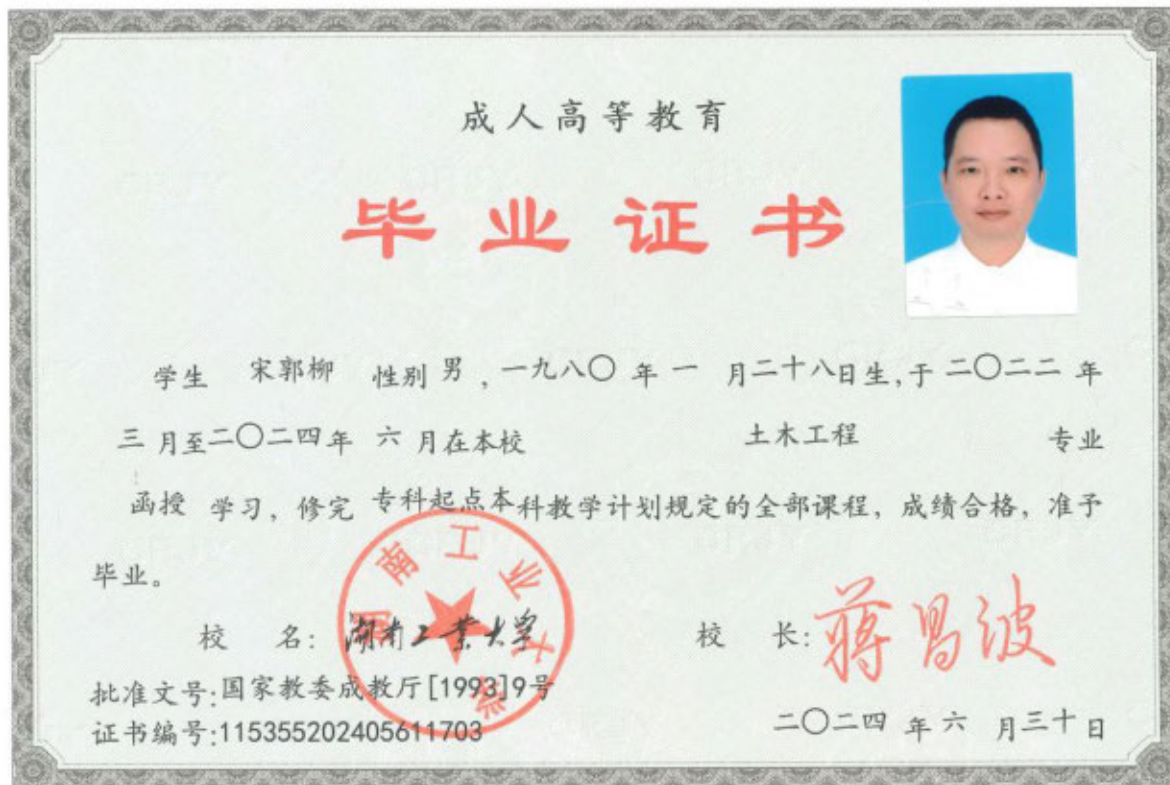 成人高等教育
毕业证书
学生 宋郭柳 性别 男，一九八〇 年 一 月二十八日生，于 二〇二二 年
三 月至二〇二四年 六 月在本校 土木工程 专业
函授 学习，修完 专科起点本科教学计划规定的全部课程，成绩合格，准予
毕业。
校 名：湖南工业大学
校 长：蒋昌波
湖南工业大学
批准文号：国家教委成教厅[1993]9号
证书编号：115355202405611703
二〇二四 年 六 月三十日